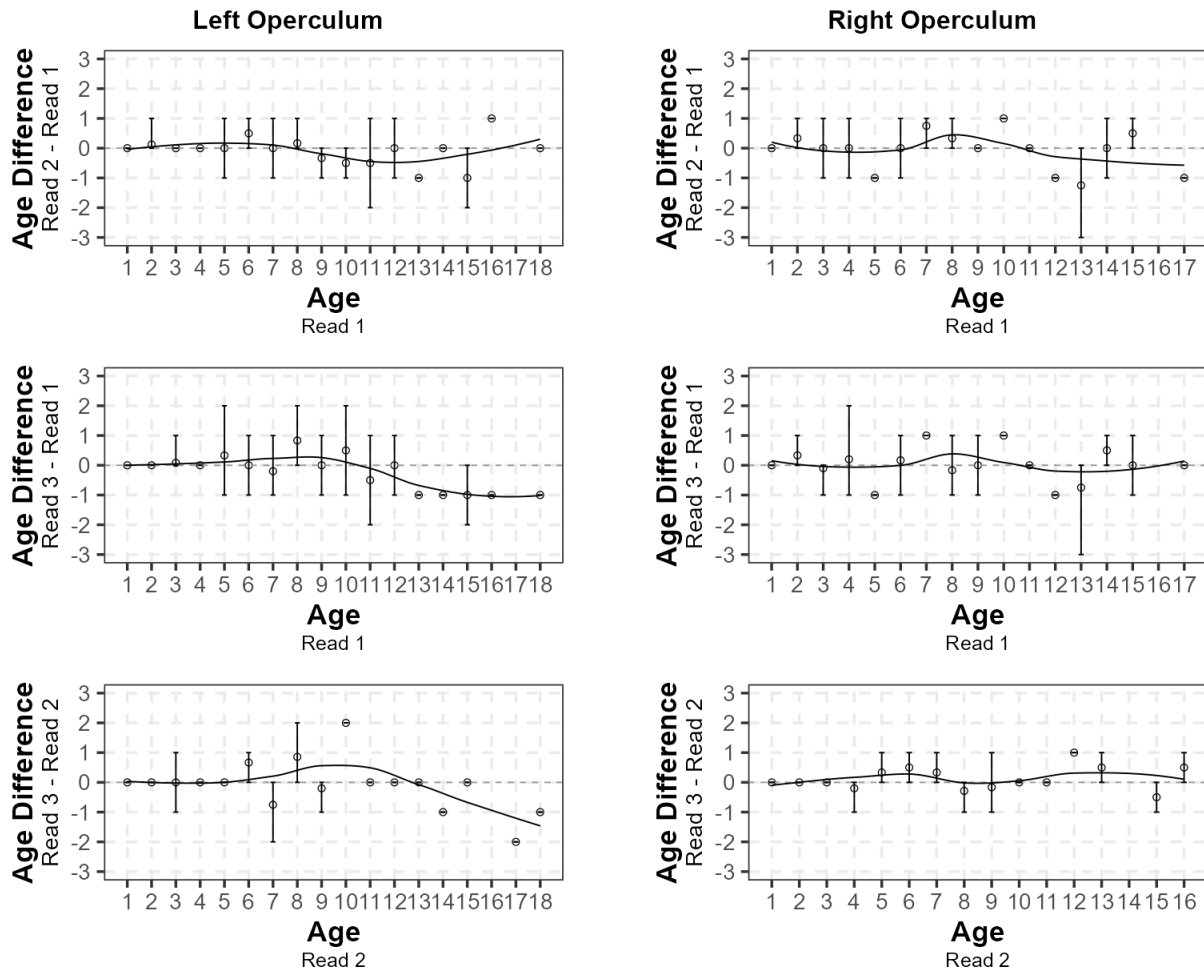 Left Operculum
Right Operculum
Age Difference
Read 2 - Read 1
3
2
1
0
-1
-2
-3
1 2 3 4 5 6 7 8 9 10 11 12 13 14 15 16 17 18
Age
Read 1
Age Difference
Read 2 - Read 1
3
2
1
0
-1
-2
-3
1 2 3 4 5 6 7 8 9 10 11 12 13 14 15 17
Age
Read 1
Age Difference
Read 3 - Read 1
3
2
1
0
-1
-2
-3
1 2 3 4 5 6 7 8 9 10 11 12 13 14 15 16 17 18
Age
Read 1
Age Difference
Read 3 - Read 1
3
2
1
0
-1
-2
-3
1 2 3 4 5 6 7 8 9 10 11 12 13 14 15 17
Age
Read 1
Age Difference
Read 3 - Read 2
3
2
1
0
-1
-2
-3
1 2 3 4 5 6 7 8 9 10 11 12 13 14 15 16 17 18
Age
Read 2
Age Difference
Read 3 - Read 2
3
2
1
0
-1
-2
-3
1 2 3 4 5 6 7 8 9 10 11 12 13 14 15 16
Age
Read 2